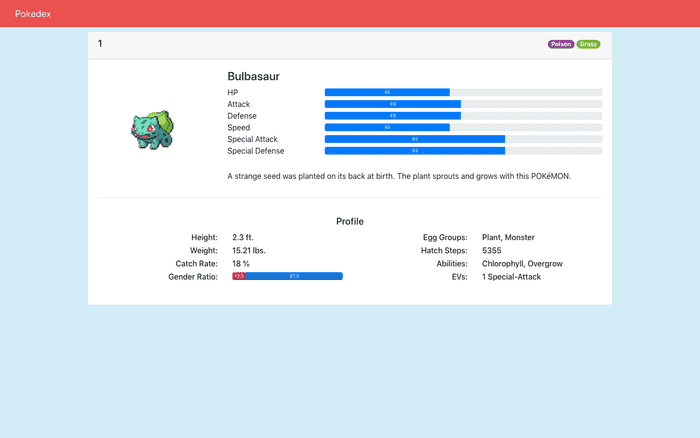 Pokedex
1
Poison Grass
Bulbasaur
HP 45
Attack 49
Defense 49
Speed 45
Special Attack 65
Special Defense 65
A strange seed was planted on its back at birth. The plant sprouts and grows with this POKéMON.
Profile
Height: 2.3 ft. Egg Groups: Plant, Monster
Weight: 15.21 lbs. Hatch Steps: 5355
Catch Rate: 18 % Abilities: Chlorophyll, Overgrow
Gender Ratio: 12.5 87.5 EVs: 1 Special-Attack